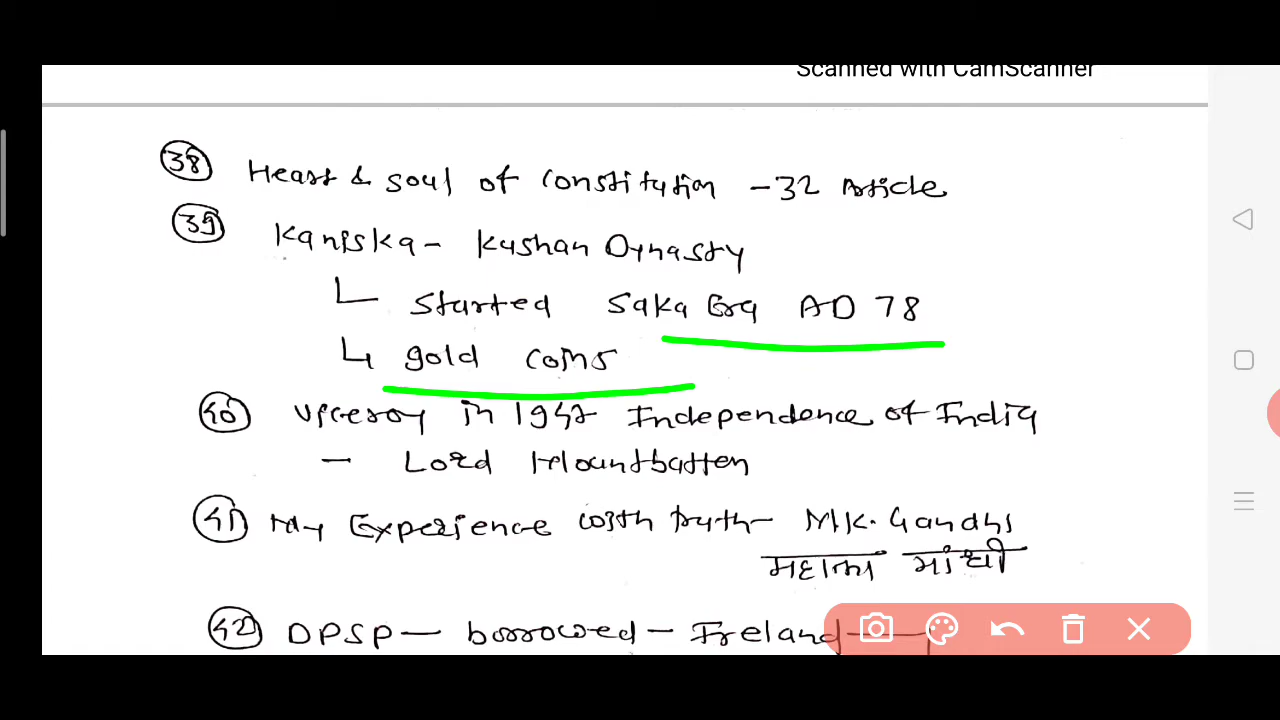 Scanned with CamScanner
38 Heart & soul of constitution - 32 Article
39 Kaniska - Kushan Dynasty
Started Saka Era AD 78
gold coins
40 Viceroy in 1947 Independence of India
- Lord Mountbatten
41 My Experience with truth - M.K. Gandhi
महात्मा गांधी
42 DPSP - borrowed - Ireland